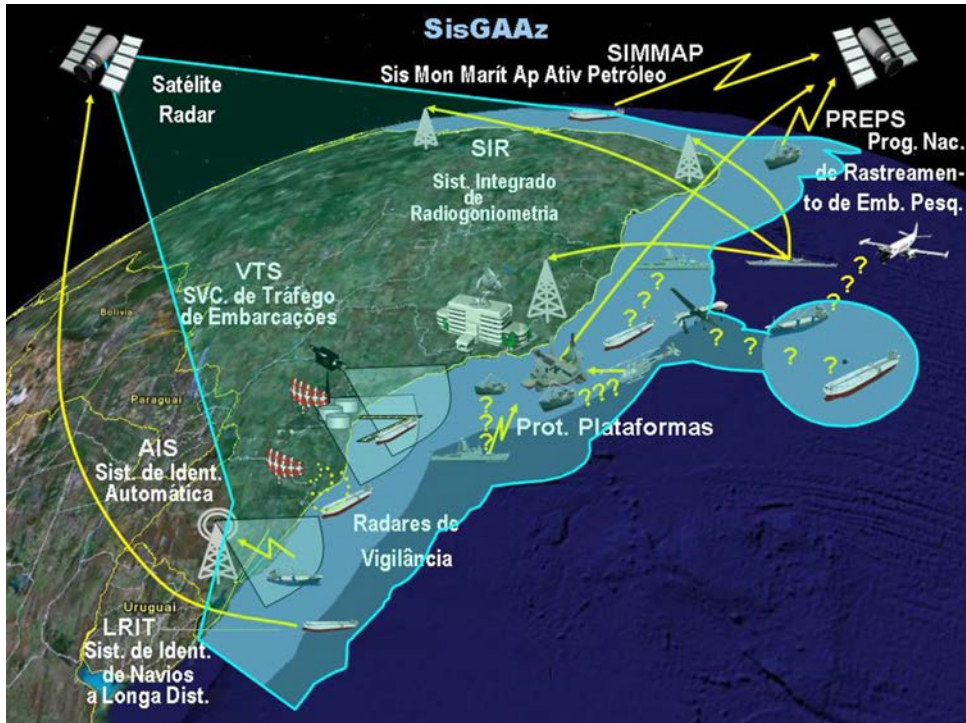 SisGAAz
SIMMAP
Sis Mon Marít Ap Ativ Petróleo
Satélite
Radar
PREPS
Prog. Nac.
de Rastreamen-
to de Emb. Pesq.
SIR
Sist. Integrado
de
Radiogoniometria
VTS
SVC. de Tráfego
de Embarcações
Bolívia
?
?
?
?
?
?
?
?
?
?
?
Paraguai
?
?
?
???
Prot. Plataformas
AIS
Sist. de Ident.
Automática
Radares de
Vigilância
Uruguai
LRIT
Sist. de Ident.
de Navios
a Longa Dist.